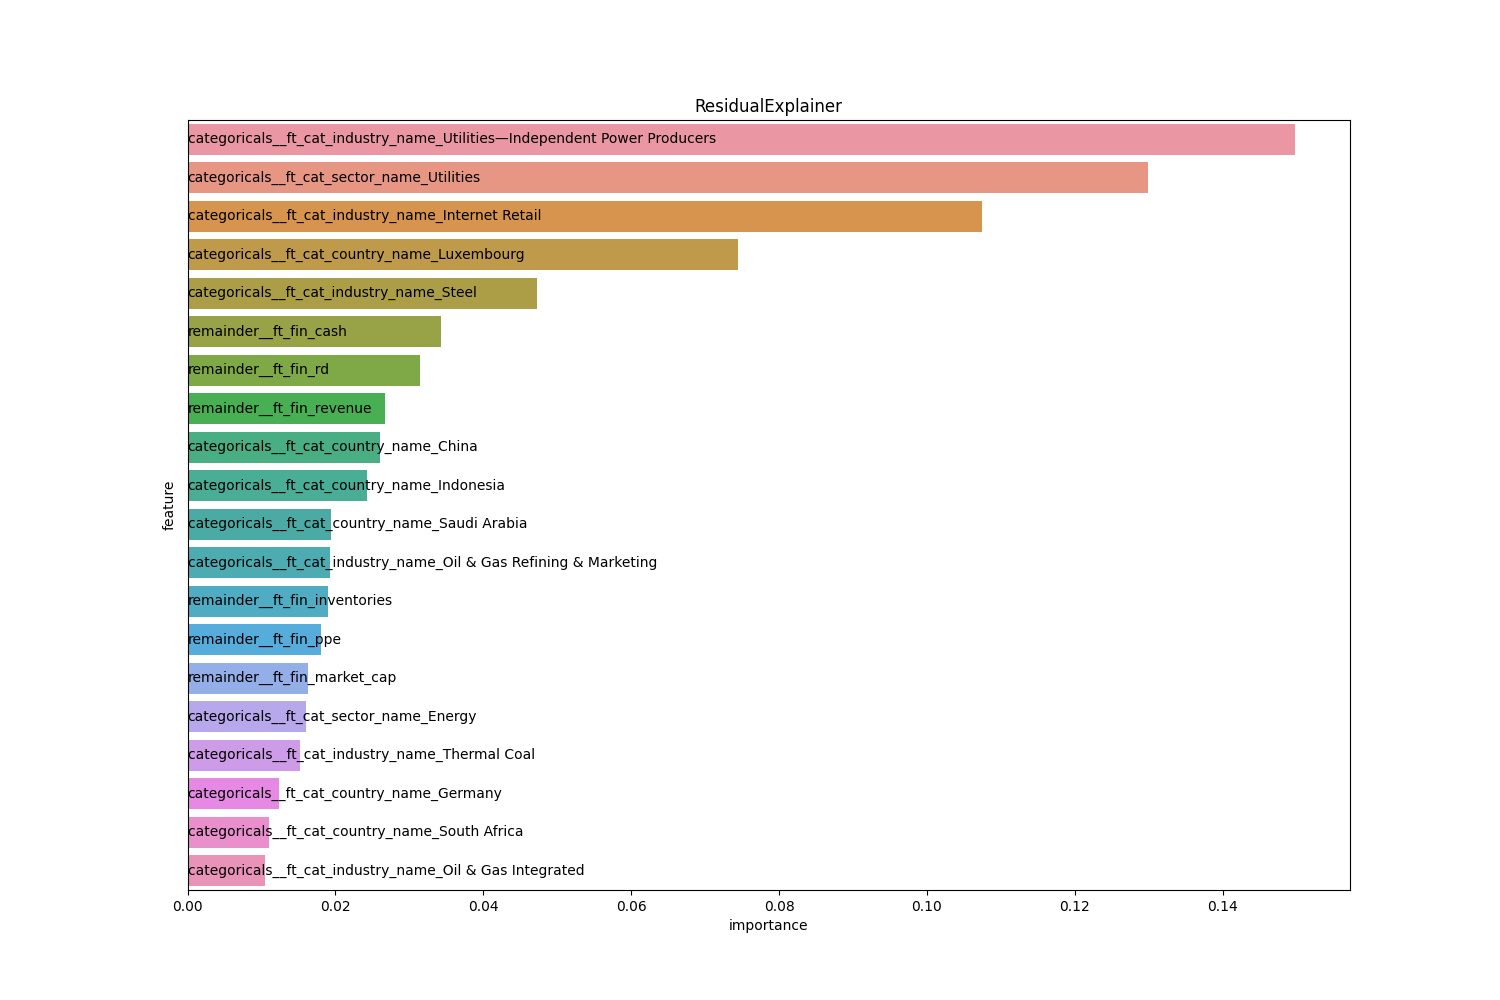 ResidualExplainer
categoricals__ft_cat_industry_name_Utilities—Independent Power Producers
categoricals__ft_cat_sector_name_Utilities
categoricals__ft_cat_industry_name_Internet Retail
categoricals__ft_cat_country_name_Luxembourg
categoricals__ft_cat_industry_name_Steel
remainder__ft_fin_cash
remainder__ft_fin_rd
remainder__ft_fin_revenue
categoricals__ft_cat_country_name_China
categoricals__ft_cat_country_name_Indonesia
categoricals__ft_cat_country_name_Saudi Arabia
categoricals__ft_cat_industry_name_Oil & Gas Refining & Marketing
remainder__ft_fin_inventories
remainder__ft_fin_ppe
remainder__ft_fin_market_cap
categoricals__ft_cat_sector_name_Energy
categoricals__ft_cat_industry_name_Thermal Coal
categoricals__ft_cat_country_name_Germany
categoricals__ft_cat_country_name_South Africa
categoricals__ft_cat_industry_name_Oil & Gas Integrated
feature
0.00 0.02 0.04 0.06 0.08 0.10 0.12 0.14
importance